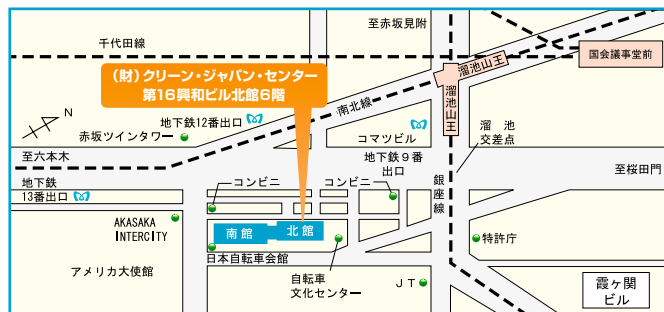 至赤坂見附
千代田線
国会議事堂前
溜池山王
(財)クリーン・ジャパン・センター
第16興和ビル北館6階
溜池山王
南北線
N
地下鉄12番出口
コマツビル
溜池
交差点
赤坂ツインタワー
至六本木
地下鉄9番
出口
至桜田門
地下鉄
13番出口
コンビニ
コンビニ
銀座線
AKASAKA
INTERCITY
南館
北館
特許庁
日本自転車会館
アメリカ大使館
自転車
文化センター
JT
霞ヶ関
ビル